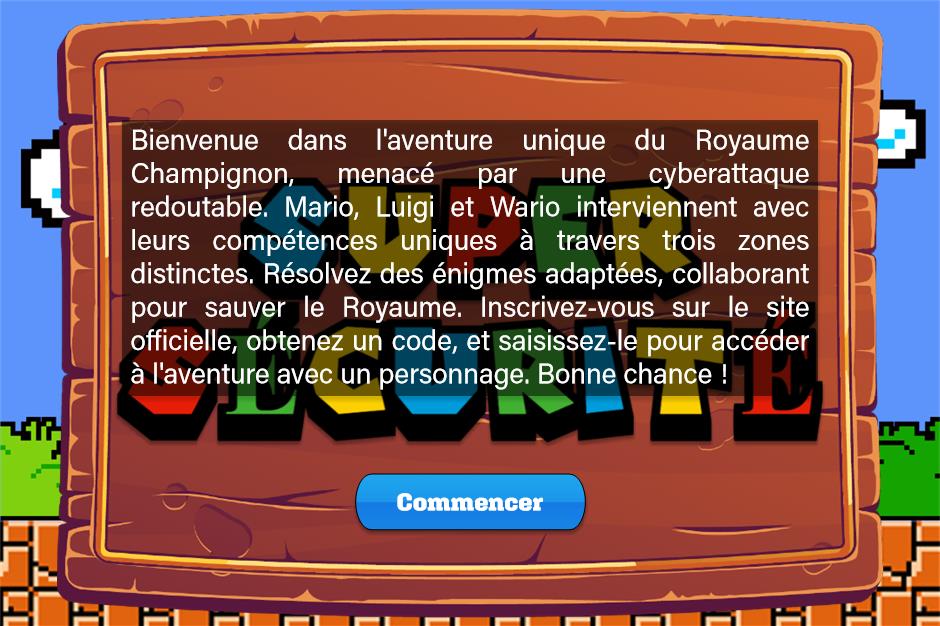 Bienvenue dans l'aventure unique du Royaume
Champignon, menacé par une cyberattaque
redoutable. Mario, Luigi et Wario interviennent avec
leurs compétences uniques à travers trois zones
distinctes. Résolvez des énigmes adaptées, collaborant
pour sauver le Royaume. Inscrivez-vous sur le site
officielle, obtenez un code, et saisissez-le pour accéder
à l'aventure avec un personnage. Bonne chance !
SUPER
SÉCURITÉ
Commencer